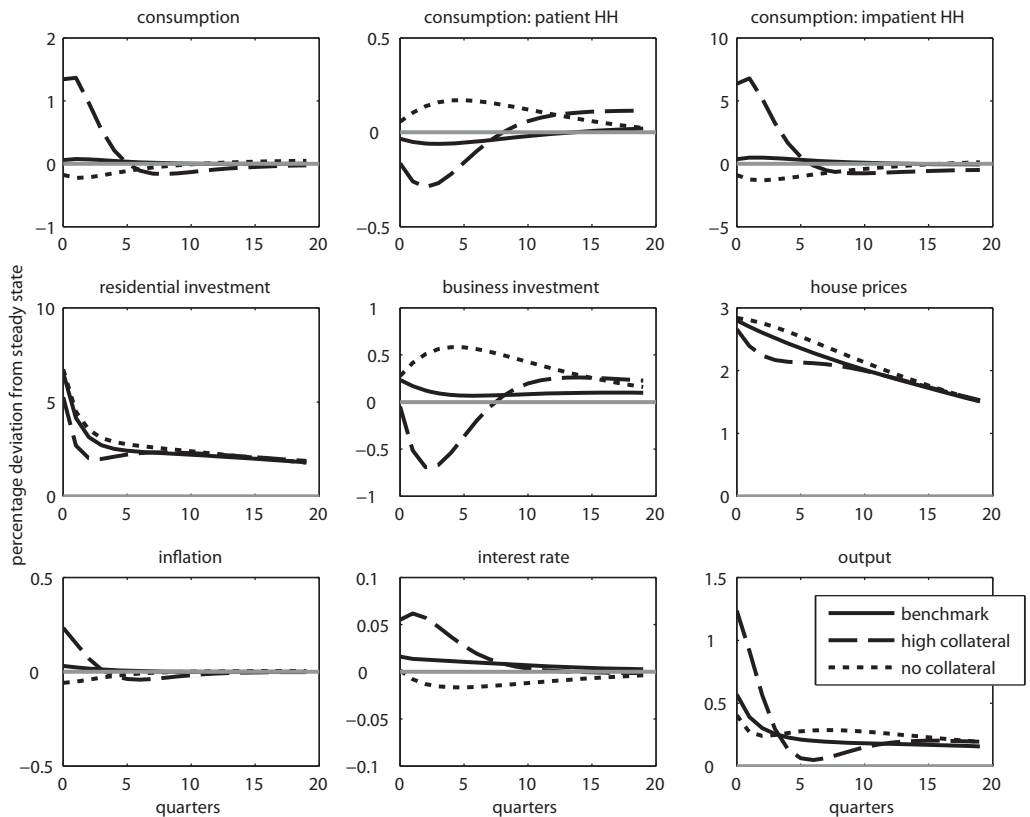 consumption
consumption: patient HH
consumption: impatient HH
2
1
0
−1
0 5 10 15 20
0.5
0
−0.5
0 5 10 15 20
10
5
0
−5
0 5 10 15 20
percentage deviation from steady state
residential investment
business investment
house prices
10
5
0
0 5 10 15 20
1
0.5
0
−0.5
−1
0 5 10 15 20
3
2
1
0
0 5 10 15 20
inflation
interest rate
output
0.5
0
−0.5
0 5 10 15 20
quarters
0.1
0.05
0
−0.05
−0.1
0 5 10 15 20
quarters
1.5
1
0.5
0
0 5 10 15 20
quarters
benchmark
high collateral
no collateral